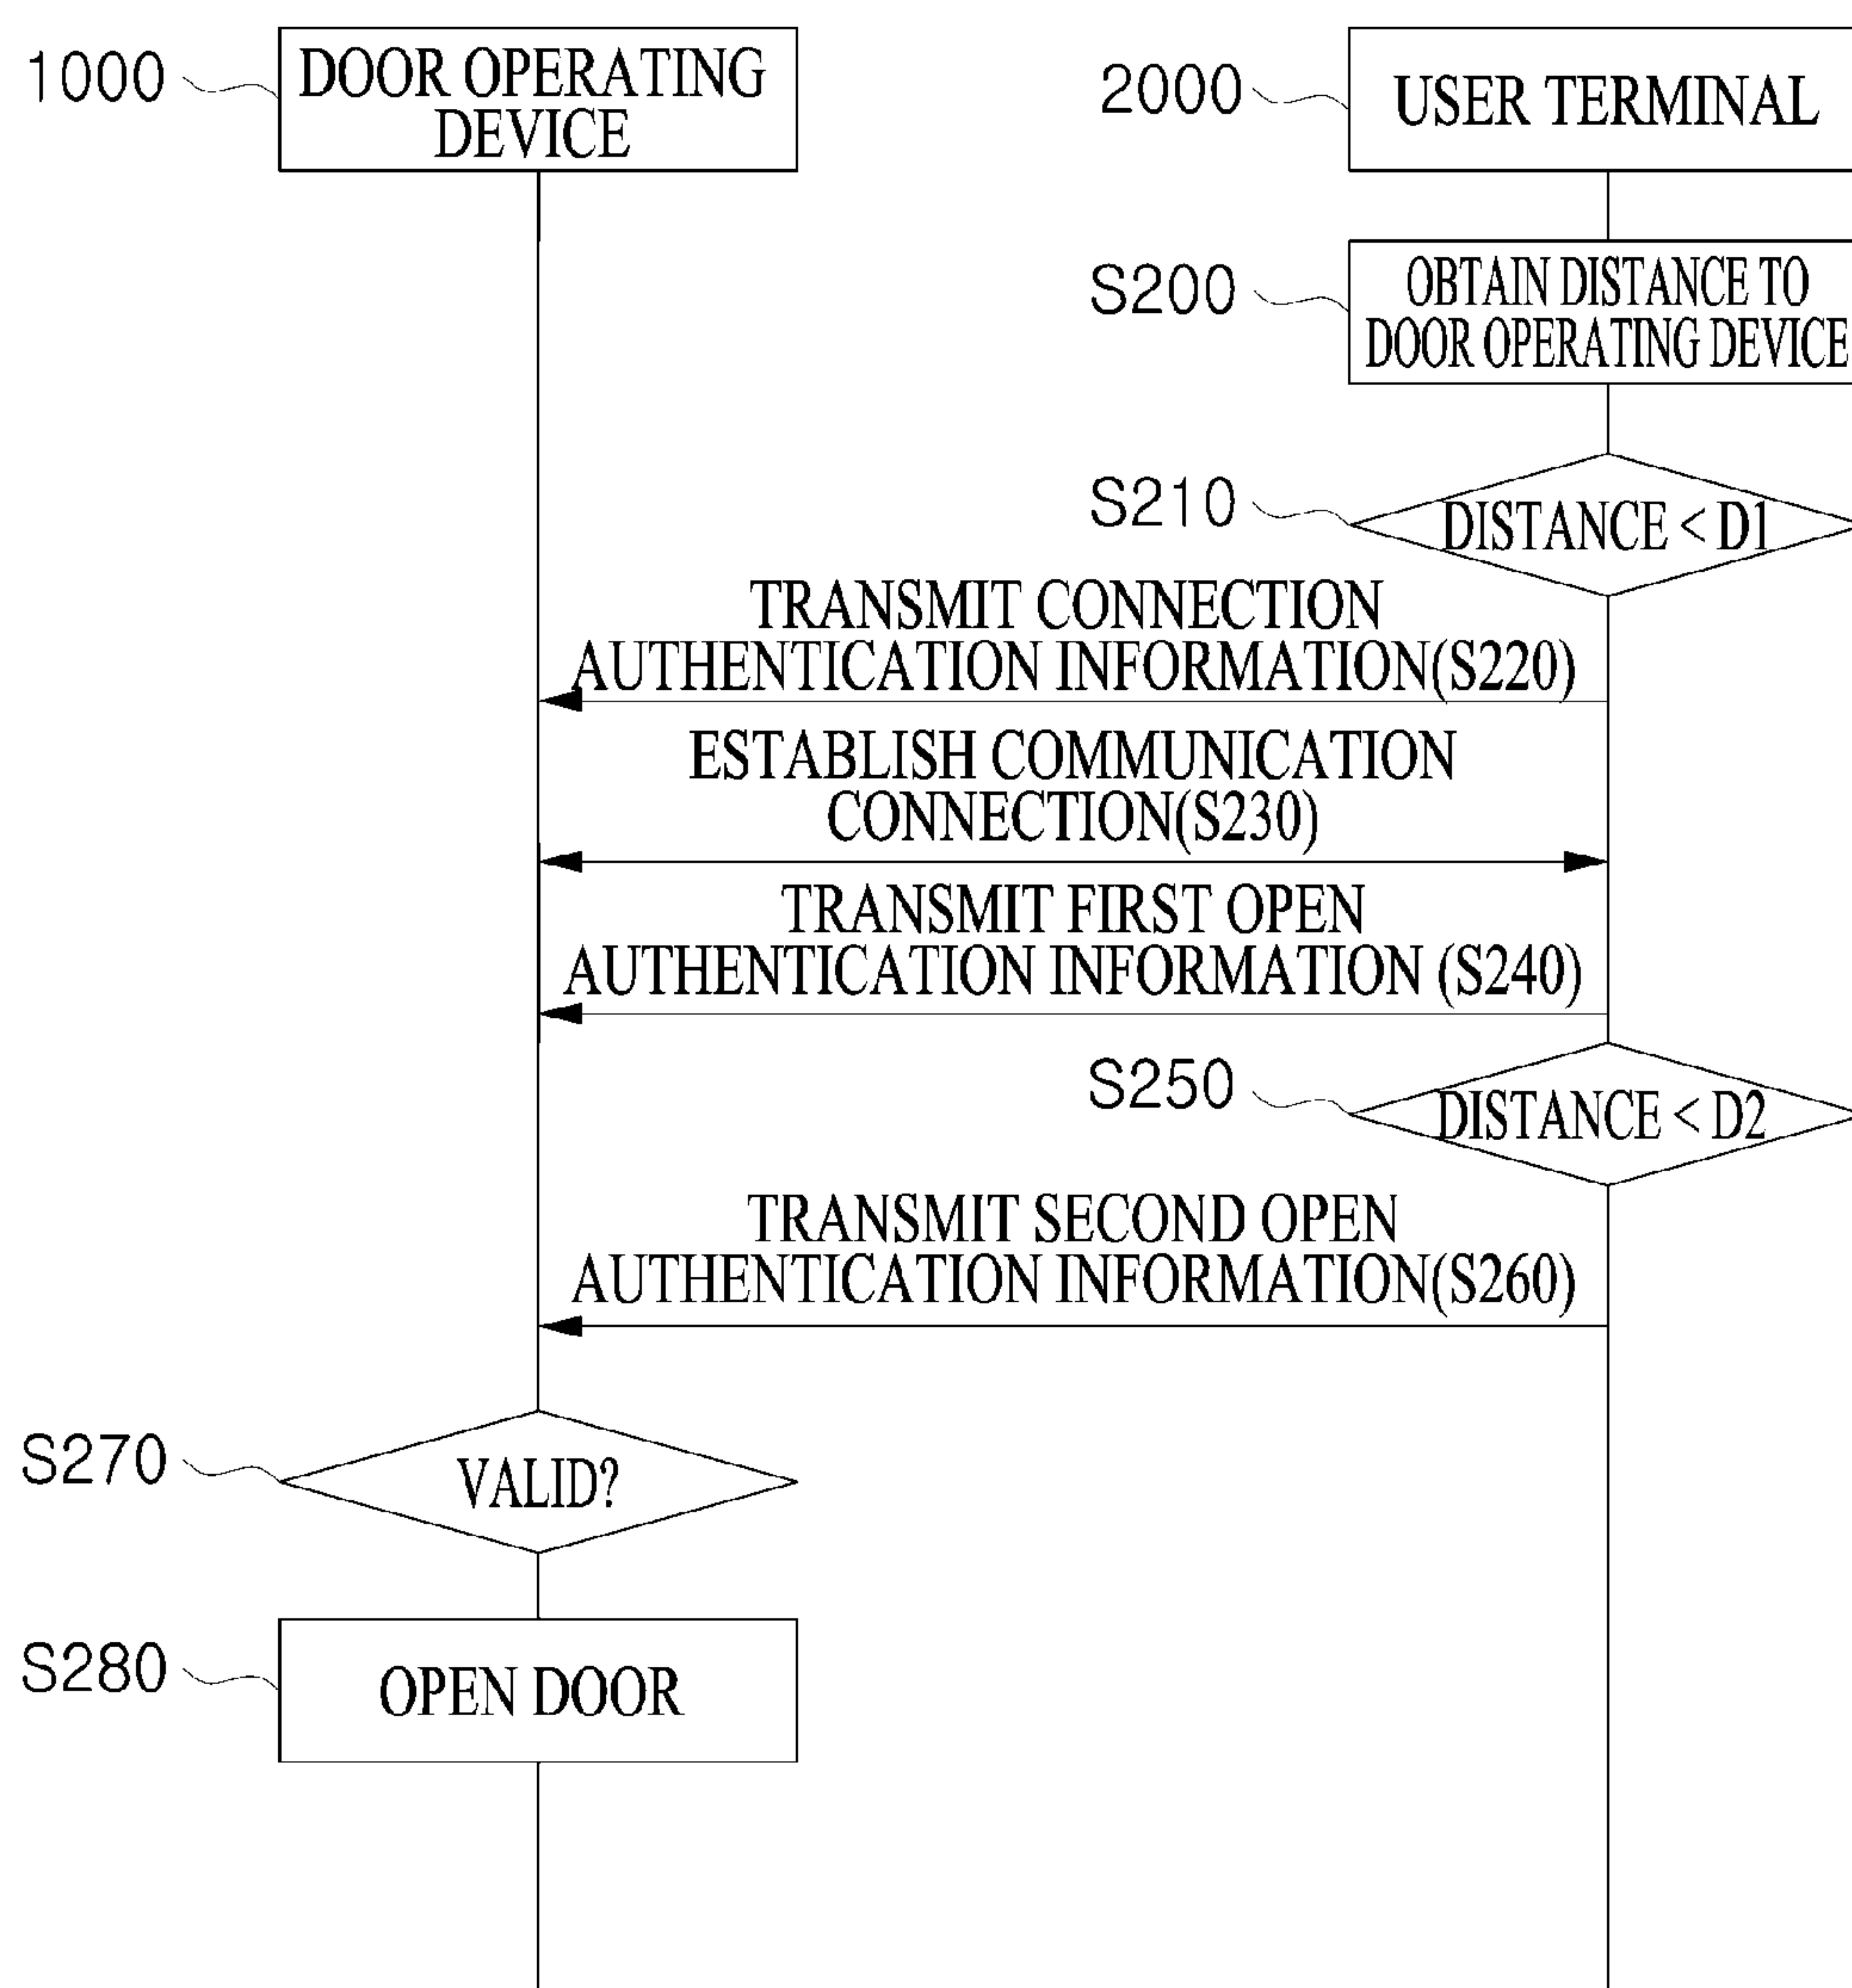 1000
DOOR OPERATING
DEVICE
2000
USER TERMINAL
S200
OBTAIN DISTANCE TO
DOOR OPERATING DEVICE
S210
DISTANCE < D1
TRANSMIT CONNECTION
AUTHENTICATION INFORMATION(S220)
ESTABLISH COMMUNICATION
CONNECTION(S230)
TRANSMIT FIRST OPEN
AUTHENTICATION INFORMATION (S240)
S250
DISTANCE < D2
TRANSMIT SECOND OPEN
AUTHENTICATION INFORMATION(S260)
S270
VALID?
S280
OPEN DOOR